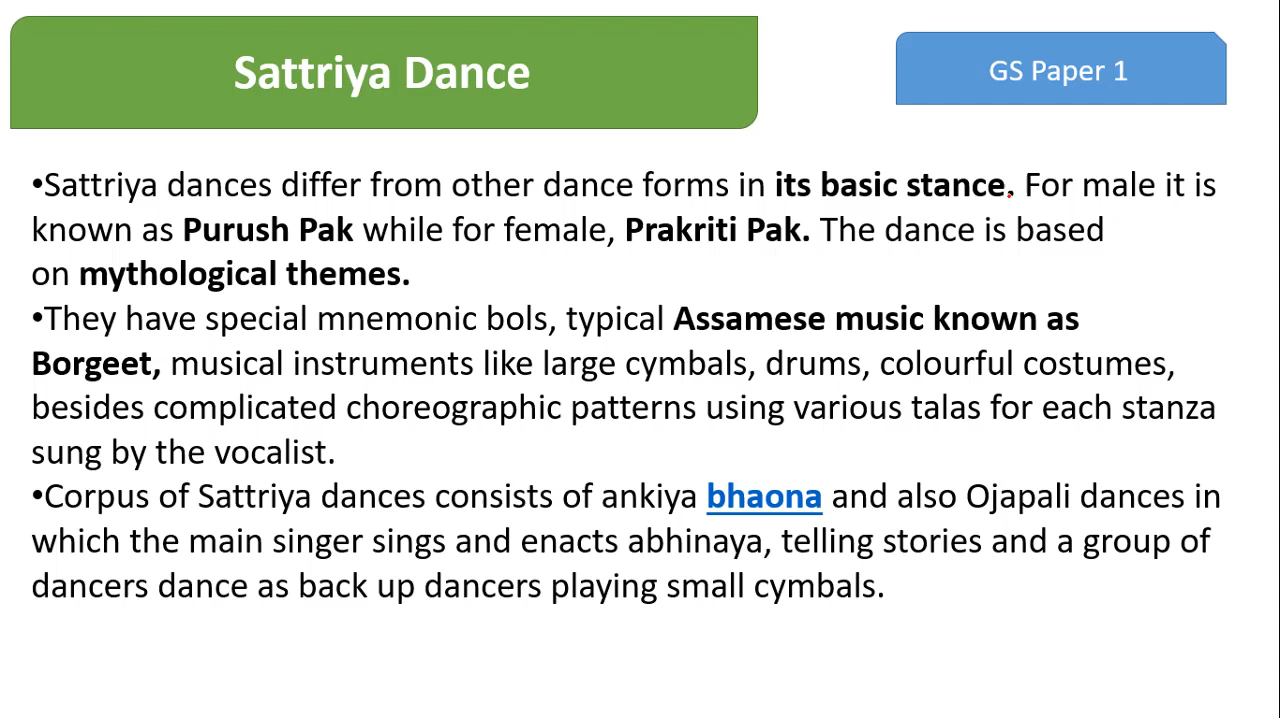 Sattriya Dance
GS Paper 1
•Sattriya dances differ from other dance forms in its basic stance. For male it is
known as Purush Pak while for female, Prakriti Pak. The dance is based
on mythological themes.
•They have special mnemonic bols, typical Assamese music known as
Borgeet, musical instruments like large cymbals, drums, colourful costumes,
besides complicated choreographic patterns using various talas for each stanza
sung by the vocalist.
•Corpus of Sattriya dances consists of ankiya bhaona and also Ojapali dances in
which the main singer sings and enacts abhinaya, telling stories and a group of
dancers dance as back up dancers playing small cymbals.